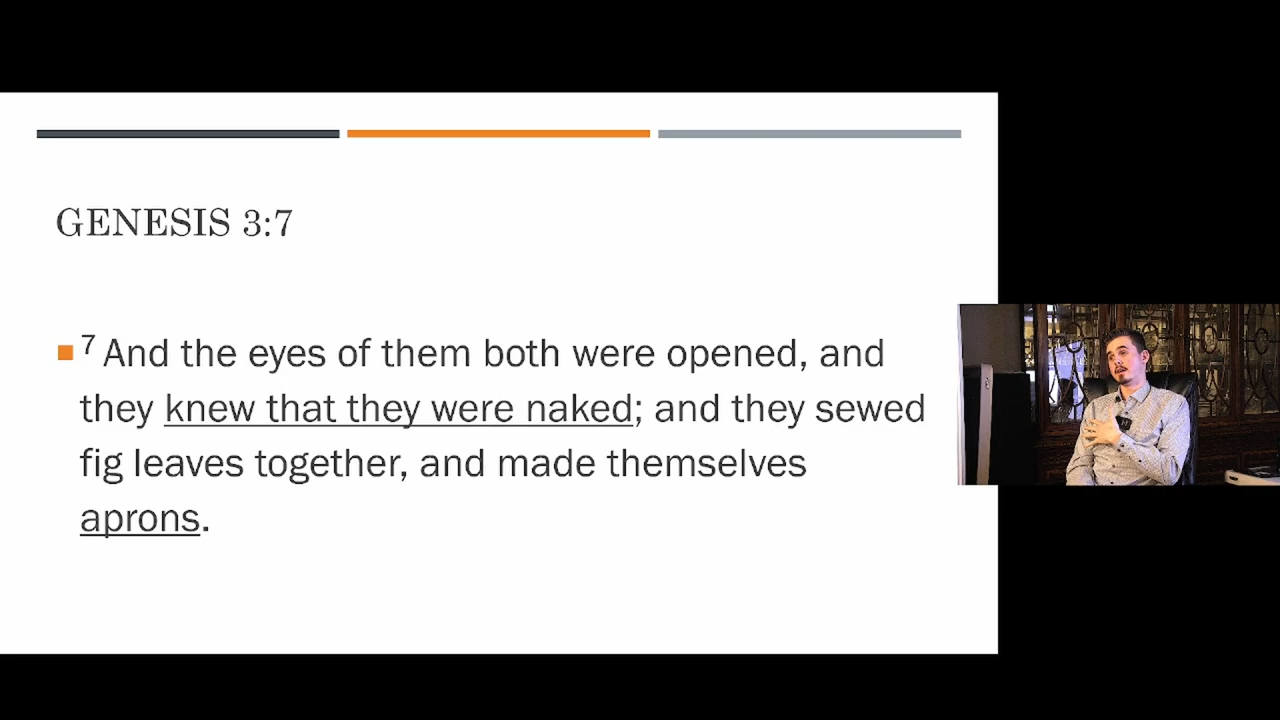 GENESIS 3:7
7 And the eyes of them both were opened, and
they knew that they were naked; and they sewed
fig leaves together, and made themselves
aprons.